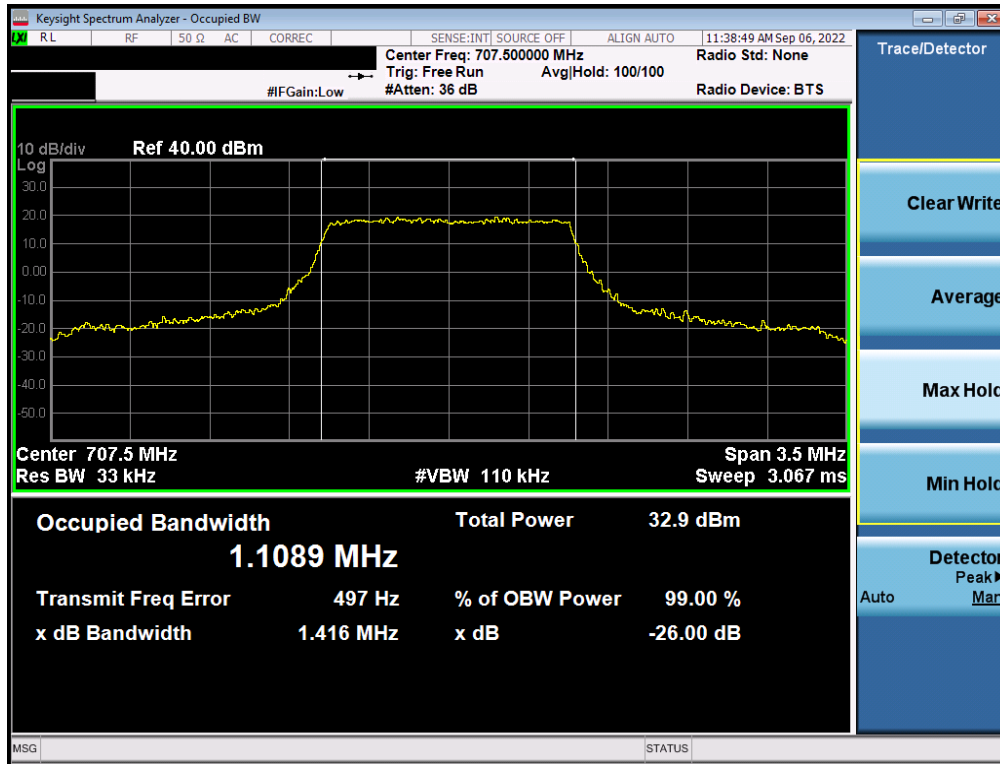 Keysight Spectrum Analyzer - Occupied BW
LXI RL RF 50 Ω AC CORREC SENSE:INT SOURCE OFF ALIGN AUTO 11:38:49 AM Sep 06, 2022
Center Freq: 707.500000 MHz Radio Std: None
Trig: Free Run Avg|Hold: 100/100
#IFGain:Low #Atten: 36 dB Radio Device: BTS
10 dB/div Ref 40.00 dBm
Log
30.0
20.0
10.0
0.00
-10.0
-20.0
-30.0
-40.0
-50.0
Center 707.5 MHz Span 3.5 MHz
Res BW 33 kHz #VBW 110 kHz Sweep 3.067 ms
Occupied Bandwidth Total Power 32.9 dBm
1.1089 MHz
Transmit Freq Error 497 Hz % of OBW Power 99.00 %
x dB Bandwidth 1.416 MHz x dB -26.00 dB
MSG STATUS
Trace/Detector
Clear Write
Average
Max Hold
Min Hold
Detector
Peak
Auto Man